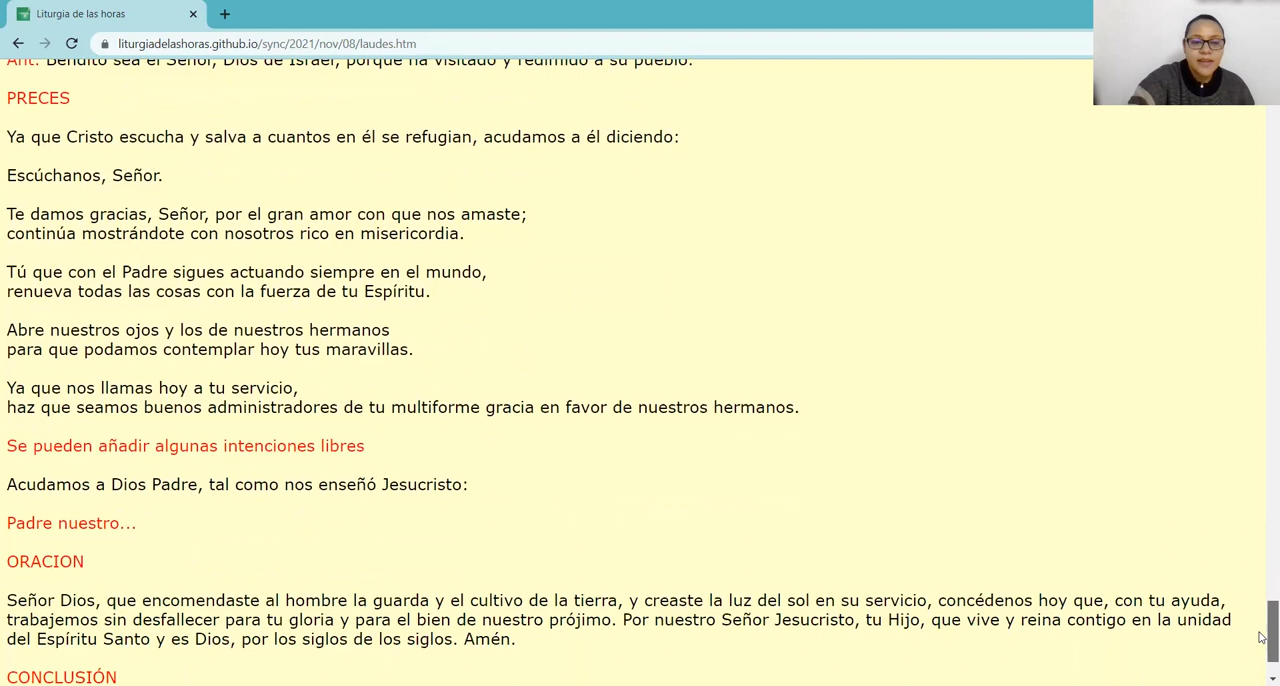 Liturgia de las horas
liturgiadelashoras.github.io/sync/2021/nov/08/laudes.htm
Ant. Bendito sea el Señor, Dios de Israel, porque ha visitado y redimido a su pueblo.
PRECES
Ya que Cristo escucha y salva a cuantos en él se refugian, acudamos a él diciendo:
Escúchanos, Señor.
Te damos gracias, Señor, por el gran amor con que nos amaste;
continúa mostrándote con nosotros rico en misericordia.
Tú que con el Padre sigues actuando siempre en el mundo,
renueva todas las cosas con la fuerza de tu Espíritu.
Abre nuestros ojos y los de nuestros hermanos
para que podamos contemplar hoy tus maravillas.
Ya que nos llamas hoy a tu servicio,
haz que seamos buenos administradores de tu multiforme gracia en favor de nuestros hermanos.
Se pueden añadir algunas intenciones libres
Acudamos a Dios Padre, tal como nos enseñó Jesucristo:
Padre nuestro...
ORACION
Señor Dios, que encomendaste al hombre la guarda y el cultivo de la tierra, y creaste la luz del sol en su servicio, concédenos hoy que, con tu ayuda,
trabajemos sin desfallecer para tu gloria y para el bien de nuestro prójimo. Por nuestro Señor Jesucristo, tu Hijo, que vive y reina contigo en la unidad
del Espíritu Santo y es Dios, por los siglos de los siglos. Amén.
CONCLUSIÓN